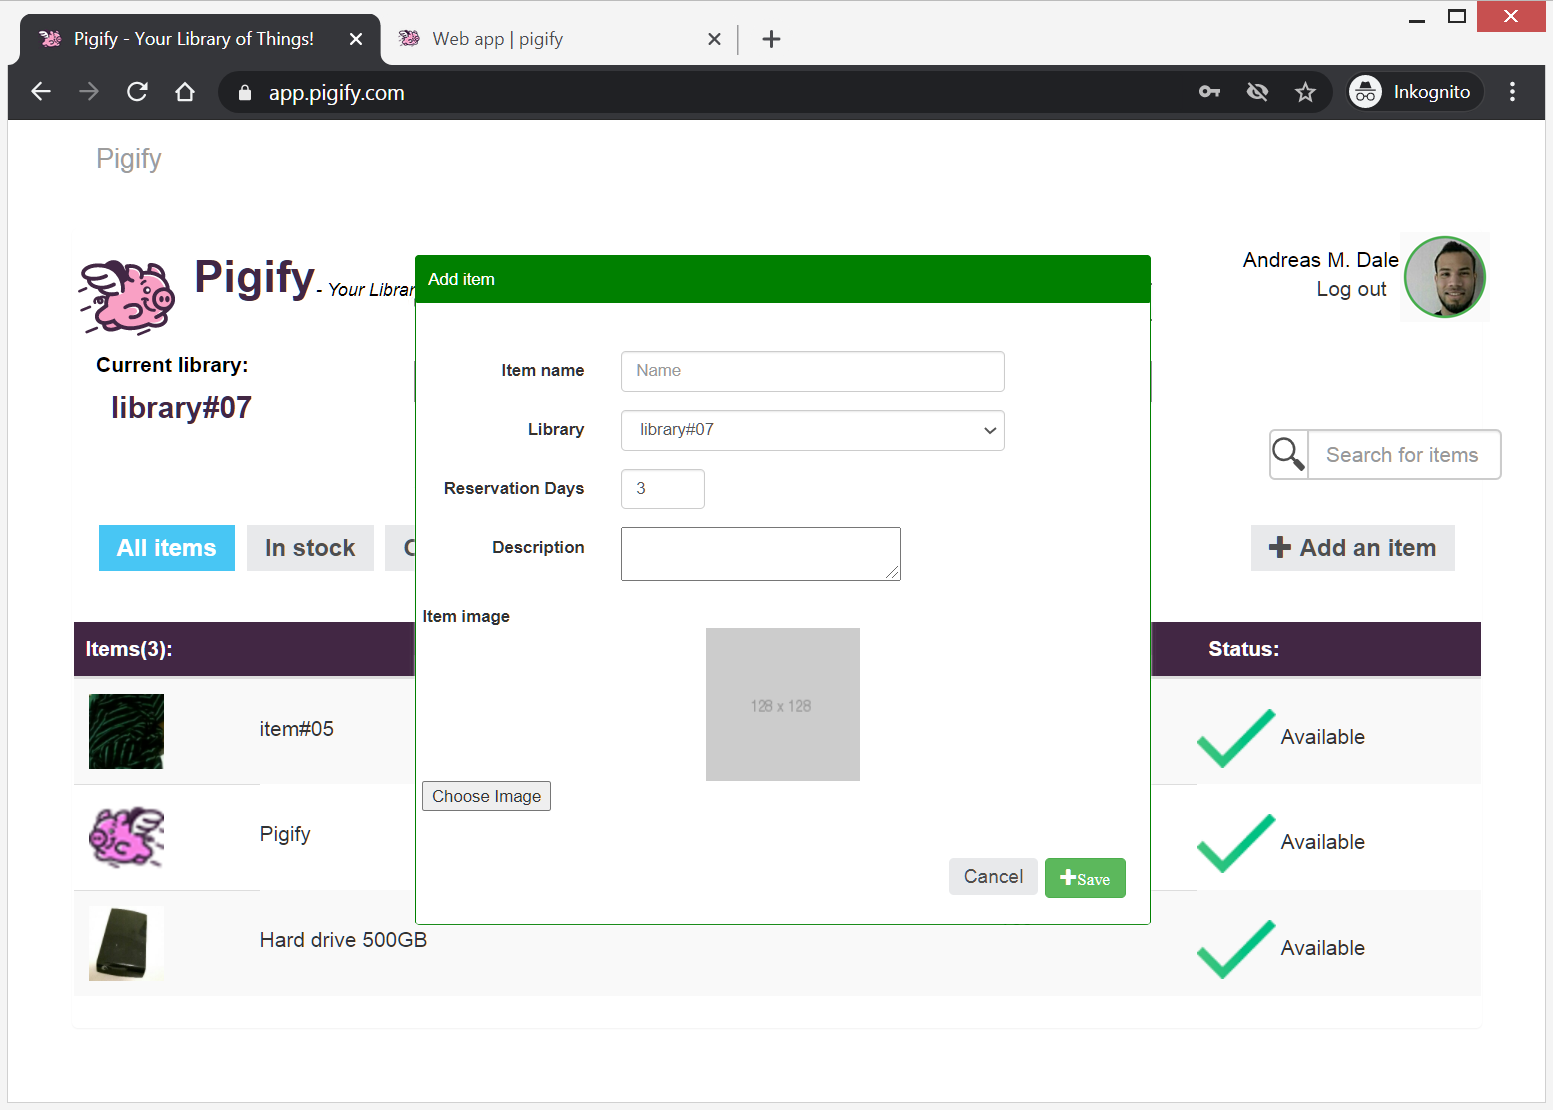 Pigify - Your Library of Things!
Web app | pigify
app.pigify.com
Inkognito
Pigify
Pigify - Your Librar
Andreas M. Dale
Log out
Current library:
library#07
Search for items
All items
In stock
+ Add an item
Items(3):
Status:
item#05
Available
Pigify
Available
Hard drive 500GB
Available
Add item
Item name
Name
Library
library#07
Reservation Days
3
Description
Item image
128 x 128
Choose Image
Cancel
+Save